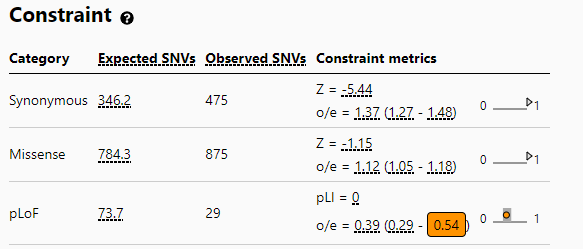 Constraint ?
Category Expected SNVs Observed SNVs Constraint metrics
Synonymous 346.2 475 Z = -5.44
o/e = 1.37 (1.27 - 1.48) 0 1
Missense 784.3 875 Z = -1.15
o/e = 1.12 (1.05 - 1.18) 0 1
pLoF 73.7 29 pLI = 0
o/e = 0.39 (0.29 - 0.54) 0 1